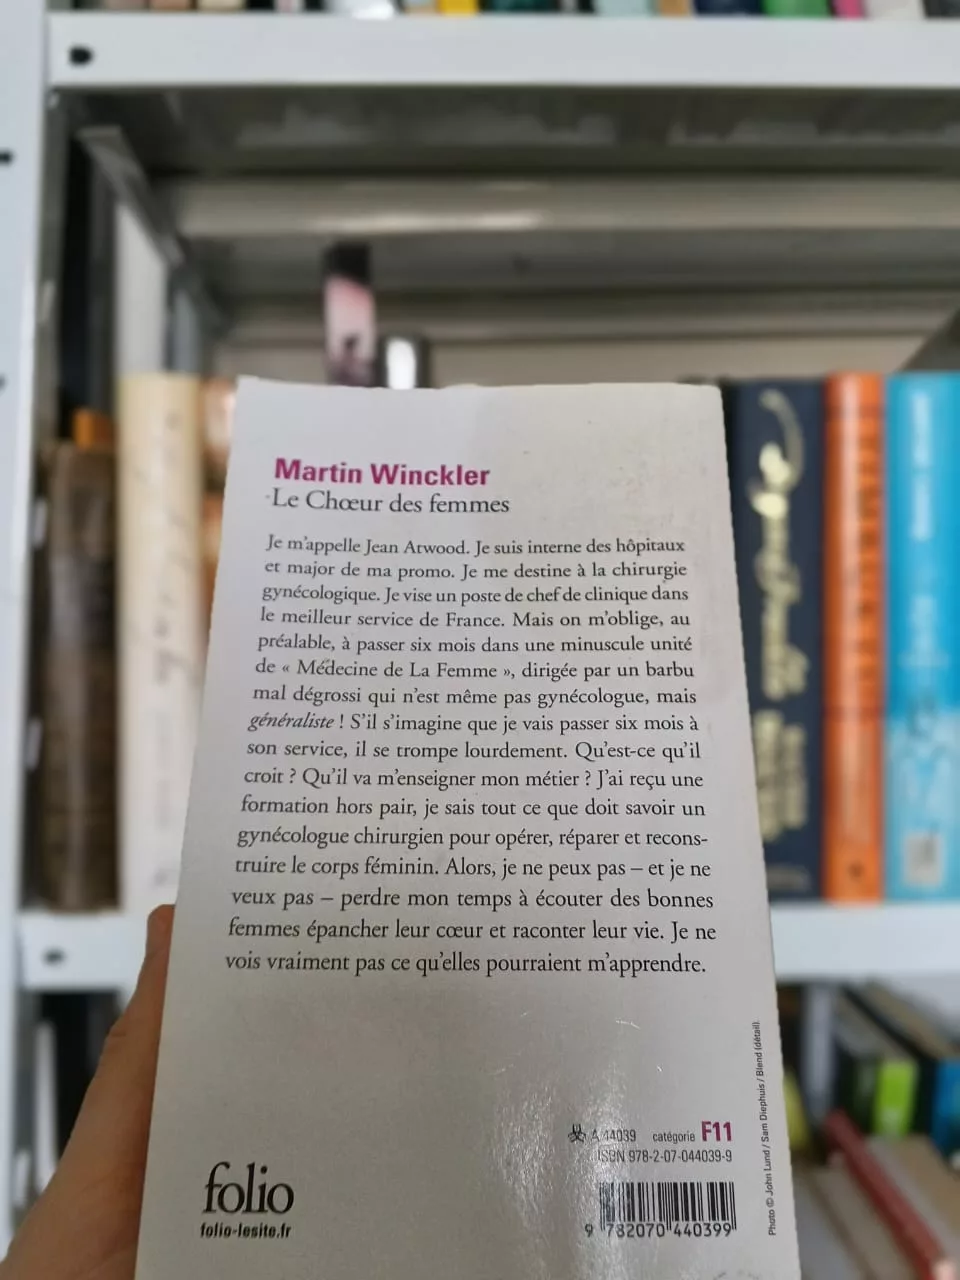 Martin Winckler
Le Chœur des femmes
Je m'appelle Jean Atwood. Je suis interne des hôpitaux
et major de ma promo. Je me destine à la chirurgie
gynécologique. Je vise un poste de chef de clinique dans
le meilleur service de France. Mais on m'oblige, au
préalable, à passer six mois dans une minuscule unité
de « Médecine de La Femme », dirigée par un barbu
mal dégrossi qui n'est même pas gynécologue, mais
généraliste ! S'il s'imagine que je vais passer six mois à
son service, il se trompe lourdement. Qu'est-ce qu'il
croit ? Qu'il va m'enseigner mon métier ? J'ai reçu une
formation hors pair, je sais tout ce que doit savoir un
gynécologue chirurgien pour opérer, réparer et recons-
truire le corps féminin. Alors, je ne peux pas – et je ne
veux pas – perdre mon temps à écouter des bonnes
femmes épancher leur cœur et raconter leur vie. Je ne
vois vraiment pas ce qu'elles pourraient m'apprendre.
A 44039 catégorie F11
ISBN 978-2-07-044039-9
9 782070 440399
folio
folio-lesite.fr
Photo © John Lund / Sam Diephuis / Blend (détail).